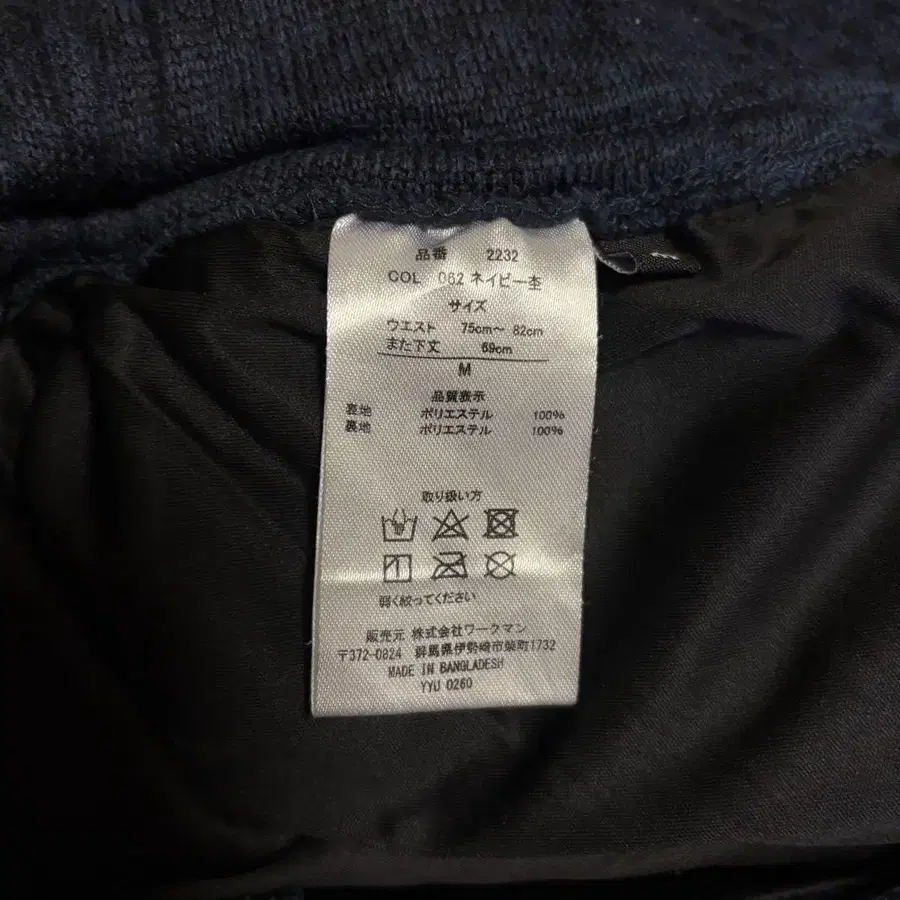 品番 2232
COL 062 ネイビー杢
サイズ
ウエスト 75cm～ 82cm
また下丈 69cm
M
品質表示
表地 ポリエステル 100%
裏地 ポリエステル 100%
取り扱い方
弱く絞ってください
販売元 株式会社ワークマン
〒372-0824 群馬県伊勢崎市柴町1732
MADE IN BANGLADESH
YYU 0260